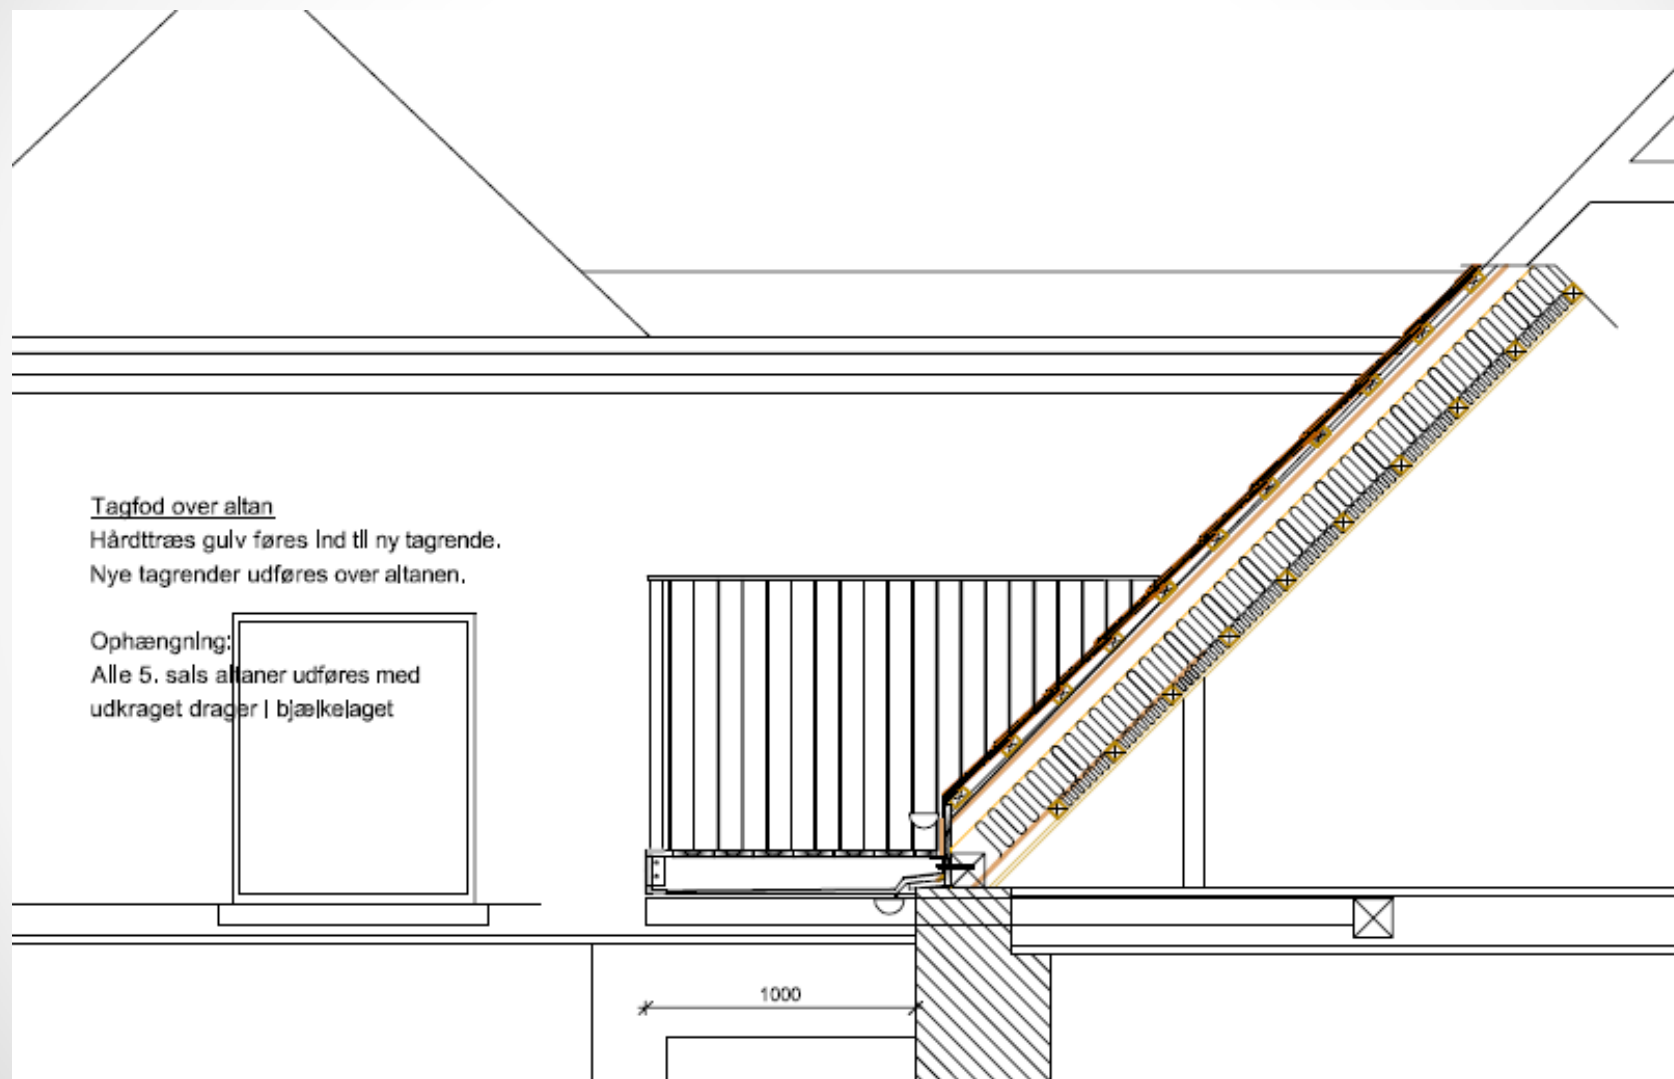 Tagfod over altan
Hårdttræs gulv føres ind til ny tagrende.
Nye tagrender udføres over altanen.
Ophængning:
Alle 5. sals altaner udføres med
udkraget drager i bjælkelaget
1000